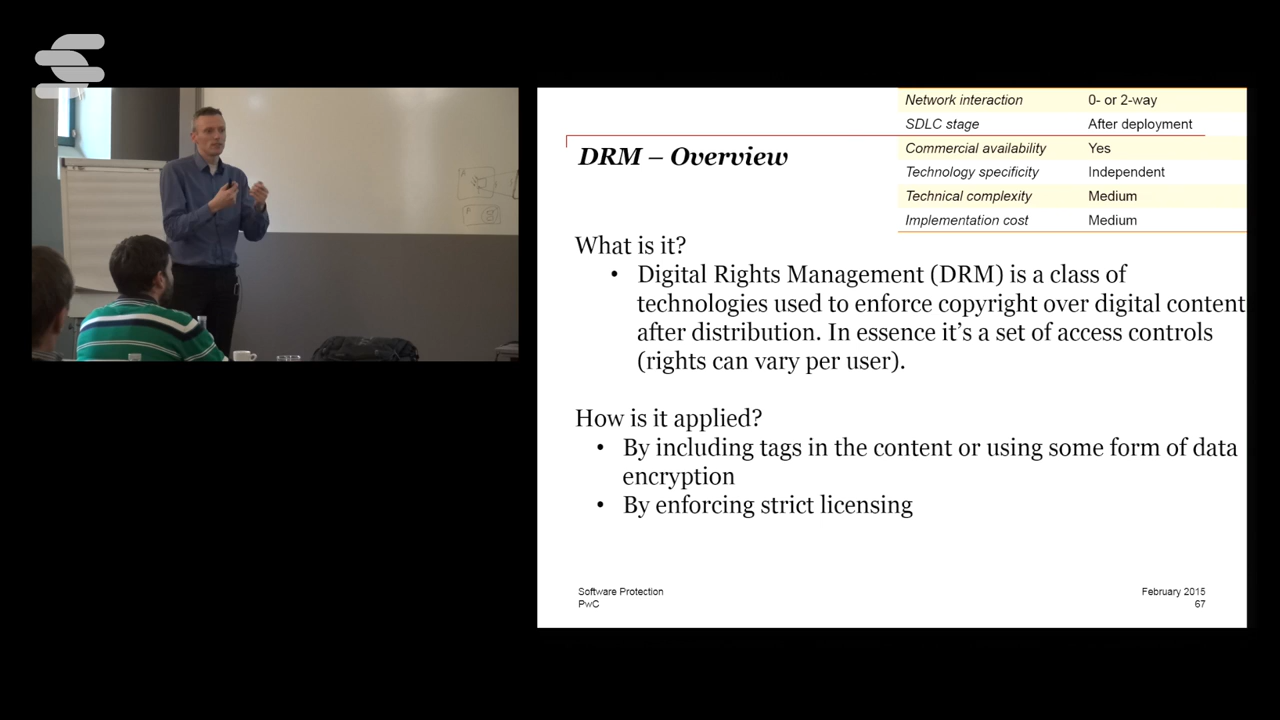 Network interaction 0- or 2-way
SDLC stage After deployment
Commercial availability Yes
Technology specificity Independent
Technical complexity Medium
Implementation cost Medium
DRM – Overview
What is it?
• Digital Rights Management (DRM) is a class of
technologies used to enforce copyright over digital content
after distribution. In essence it’s a set of access controls
(rights can vary per user).
How is it applied?
• By including tags in the content or using some form of data
encryption
• By enforcing strict licensing
Software Protection February 2015
PwC 67